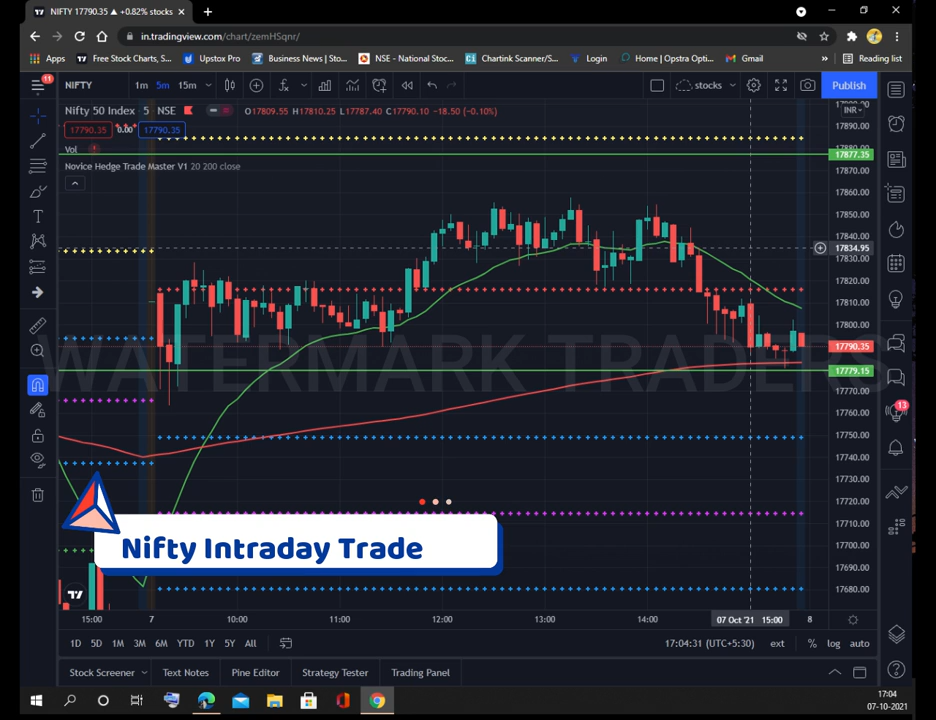 NIFTY 17790.35 ▲ +0.82% stocks
in.tradingview.com/chart/zemHSqnr/
Apps Free Stock Charts, S... Upstox Pro Business News | Sto... NSE - National Stoc... Chartink Scanner/S... Login Home | Opstra Opti... Gmail » Reading list
11
NIFTY 1m 5m 15m stocks Publish
Nifty 50 Index 5 NSE O17809.55 H17810.25 L17787.40 C17790.10 -18.50 (-0.10%)
INR
17790.35 0.00 17790.35
17890.00
Vol
17877.35
Novice Hedge Trade Master V1 20 200 close
17870.00
17860.00
17850.00
17840.00
17834.95
17830.00
17820.00
17810.00
17800.00
WATERMARK TRADERS
17790.35
17779.15
17770.00
17760.00
13
17750.00
17740.00
17730.00
17720.00
17710.00
Nifty Intraday Trade
17700.00
17690.00
17680.00
15:00 7 10:00 11:00 12:00 13:00 14:00 07 Oct '21 15:00 8
1D 5D 1M 3M 6M YTD 1Y 5Y All 17:04:31 (UTC+5:30) ext % log auto
Stock Screener Text Notes Pine Editor Strategy Tester Trading Panel
17:04
07-10-2021